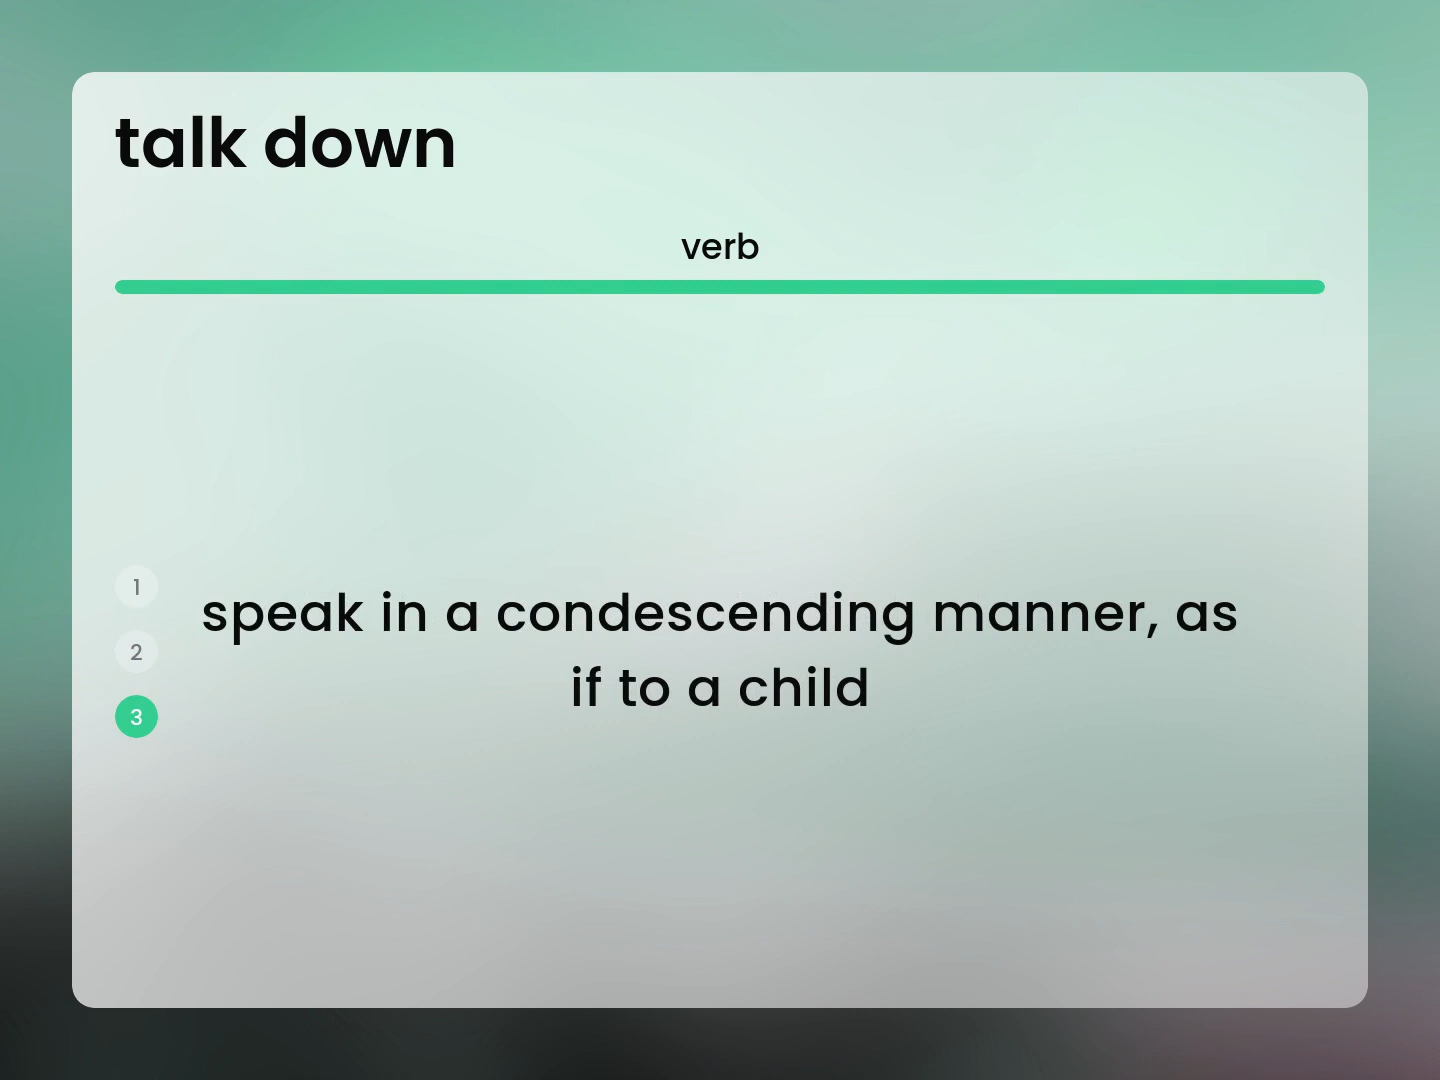 talk down
verb
1
2
3
speak in a condescending manner, as
if to a child